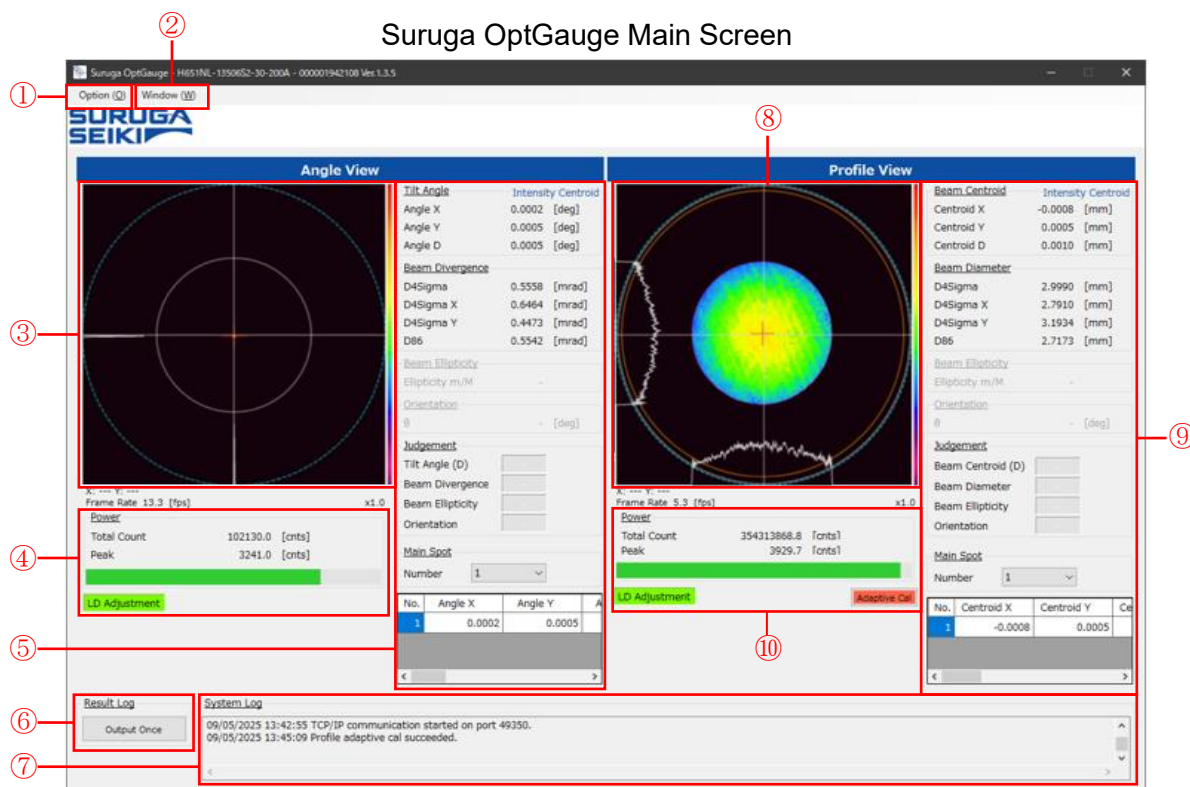 Suruga OptGauge Main Screen
②
Suruga OptGauge - H651NL-13506S2-30-200A - 000001942108 Ver.1.3.5
①
Option (O) Window (W)
SURUGA
SEIKI
⑧
Angle View
Profile View
③
Tilt Angle Intensity Centroid
Angle X 0.0002 [deg]
Angle Y 0.0005 [deg]
Angle D 0.0005 [deg]
Beam Divergence
D4Sigma 0.5558 [mrad]
D4Sigma X 0.6464 [mrad]
D4Sigma Y 0.4473 [mrad]
D86 0.5542 [mrad]
Beam Ellipticity
Ellipticity m/M -
Orientation
θ - [deg]
Judgement
Tilt Angle (D)
Beam Divergence
Beam Ellipticity
Orientation
Main Spot
Number 1
No. Angle X Angle Y A
1 0.0002 0.0005
X: --- Y: ---
Frame Rate 13.3 [fps] x1.0
④
Power
Total Count 102130.0 [cnts]
Peak 3241.0 [cnts]
LD Adjustment
⑤
Beam Centroid Intensity Centroid
Centroid X -0.0008 [mm]
Centroid Y 0.0005 [mm]
Centroid D 0.0010 [mm]
Beam Diameter
D4Sigma 2.9990 [mm]
D4Sigma X 2.7910 [mm]
D4Sigma Y 3.1934 [mm]
D86 2.7173 [mm]
Beam Ellipticity
Ellipticity m/M -
Orientation
θ - [deg]
⑨
Judgement
Beam Centroid (D)
Beam Diameter
Beam Ellipticity
Orientation
Main Spot
Number 1
No. Centroid X Centroid Y Ce
1 -0.0008 0.0005
X: --- Y: ---
Frame Rate 5.3 [fps] x1.0
Power
Total Count 354313868.8 [cnts]
Peak 3929.7 [cnts]
LD Adjustment Adaptive Cal
⑩
⑥
Result Log
Output Once
System Log
09/05/2025 13:42:55 TCP/IP communication started on port 49350.
09/05/2025 13:45:09 Profile adaptive cal succeeded.
⑦